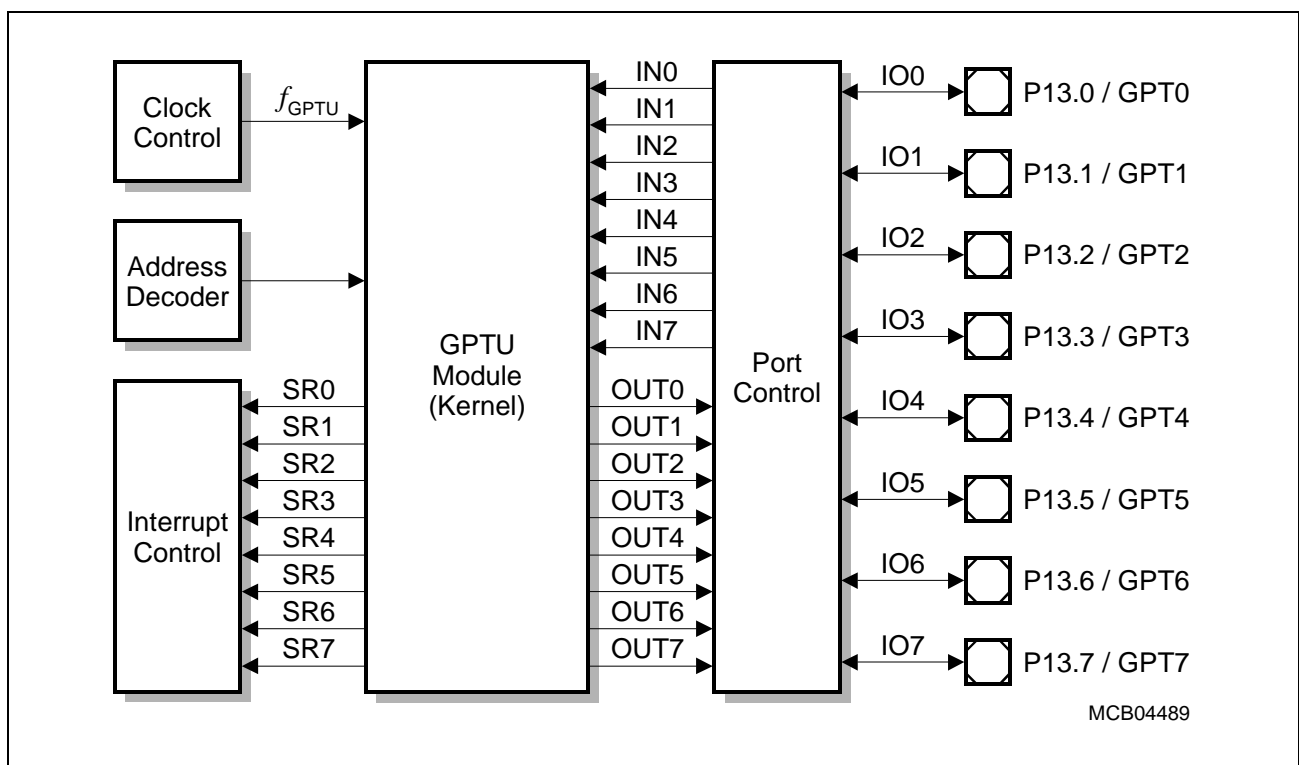 Clock
Control
fGPTU
Address
Decoder
Interrupt
Control
SR0
SR1
SR2
SR3
SR4
SR5
SR6
SR7
GPTU
Module
(Kernel)
IN0
IN1
IN2
IN3
IN4
IN5
IN6
IN7
OUT0
OUT1
OUT2
OUT3
OUT4
OUT5
OUT6
OUT7
Port
Control
IO0
P13.0 / GPT0
IO1
P13.1 / GPT1
IO2
P13.2 / GPT2
IO3
P13.3 / GPT3
IO4
P13.4 / GPT4
IO5
P13.5 / GPT5
IO6
P13.6 / GPT6
IO7
P13.7 / GPT7
MCB04489